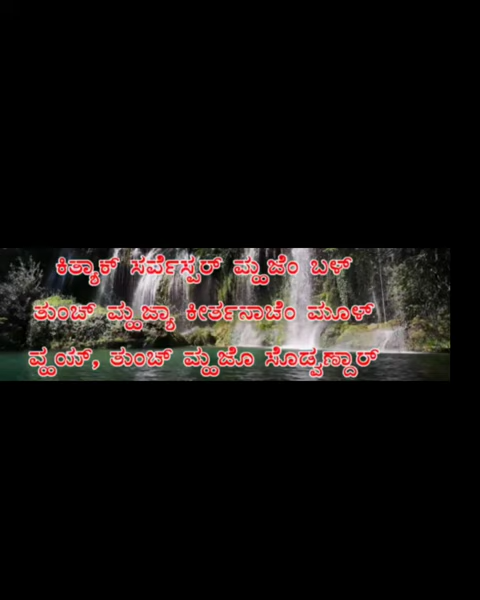 ಕಿತ್ಯಾಕ್ ಸರ್ವೆಸ್ಪರ್ ಮ್ಹಜೆಂ ಬಳ್
ತುಂಚ್ ಮ್ಹಜ್ಯಾ ಕೀರ್ತನಾಚೆಂ ಮೂಳ್
ವ್ಹಯ್, ತುಂಚ್ ಮ್ಹಜೊ ಸೊಡ್ವಣ್ದಾರ್